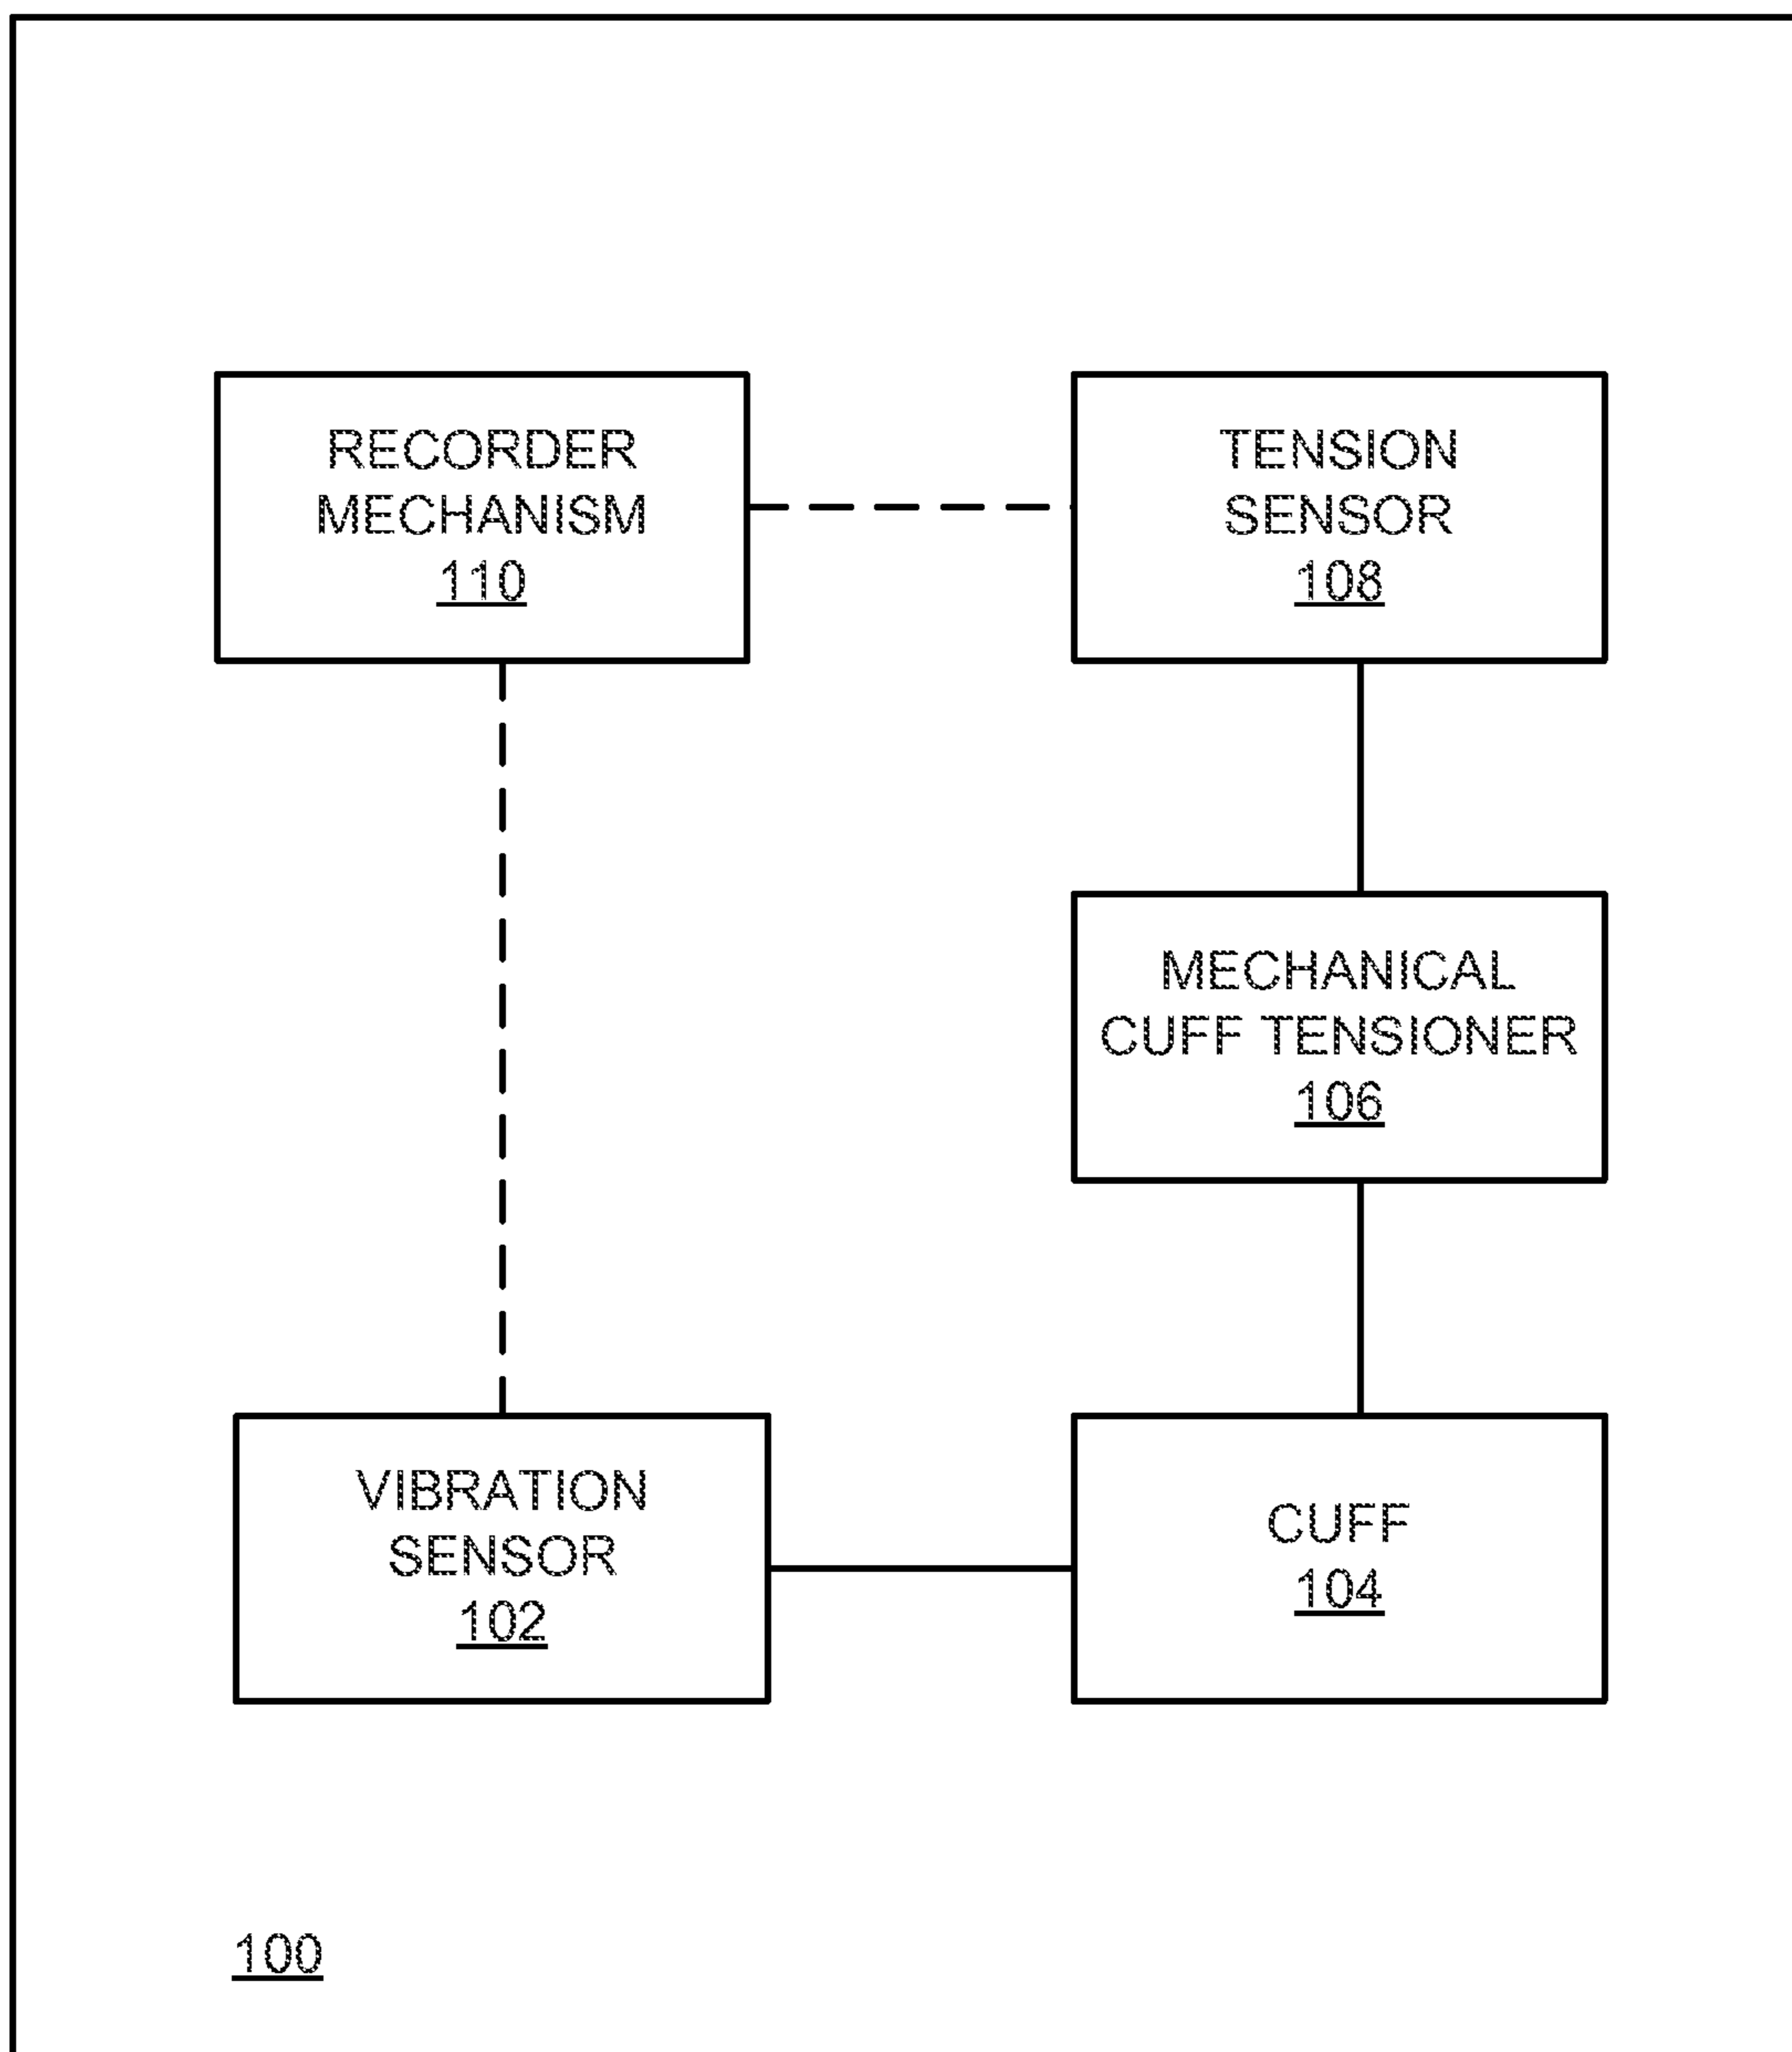 RECORDER
MECHANISM
110
TENSION
SENSOR
108
MECHANICAL
CUFF TENSIONER
106
VIBRATION
SENSOR
102
CUFF
104
100